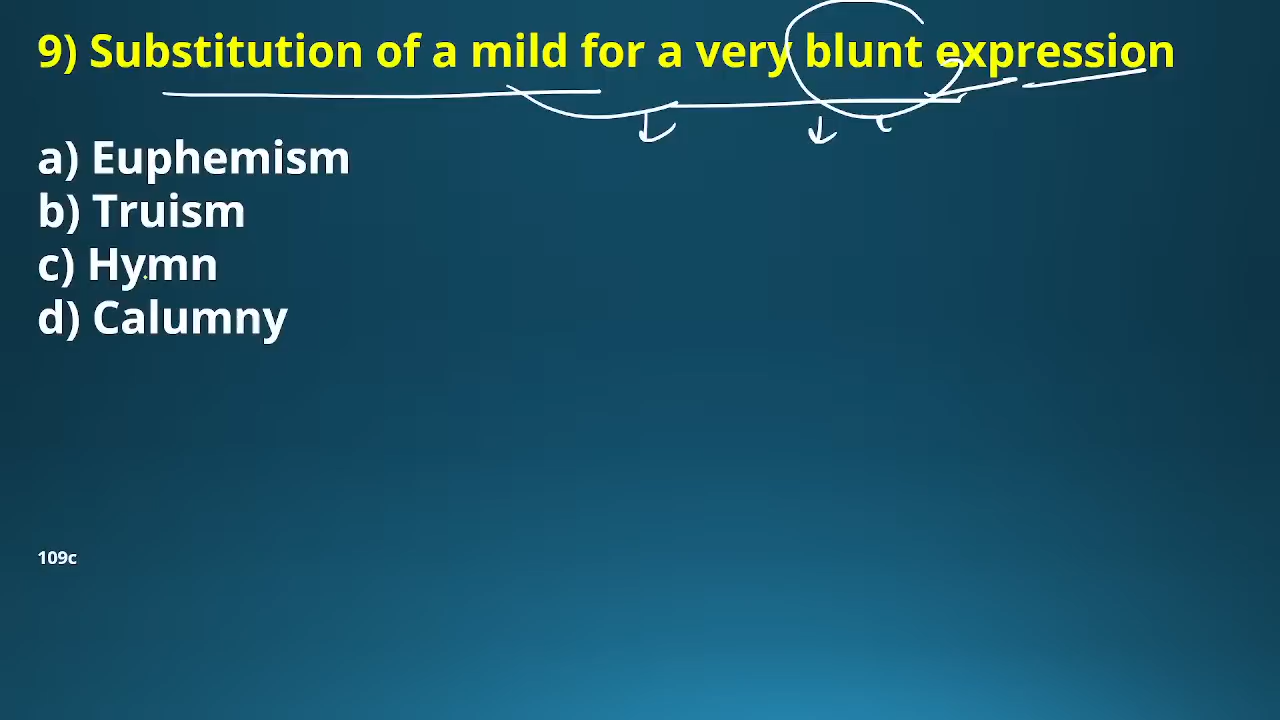 9) Substitution of a mild for a very blunt expression
a) Euphemism
b) Truism
c) Hymn
d) Calumny
109c